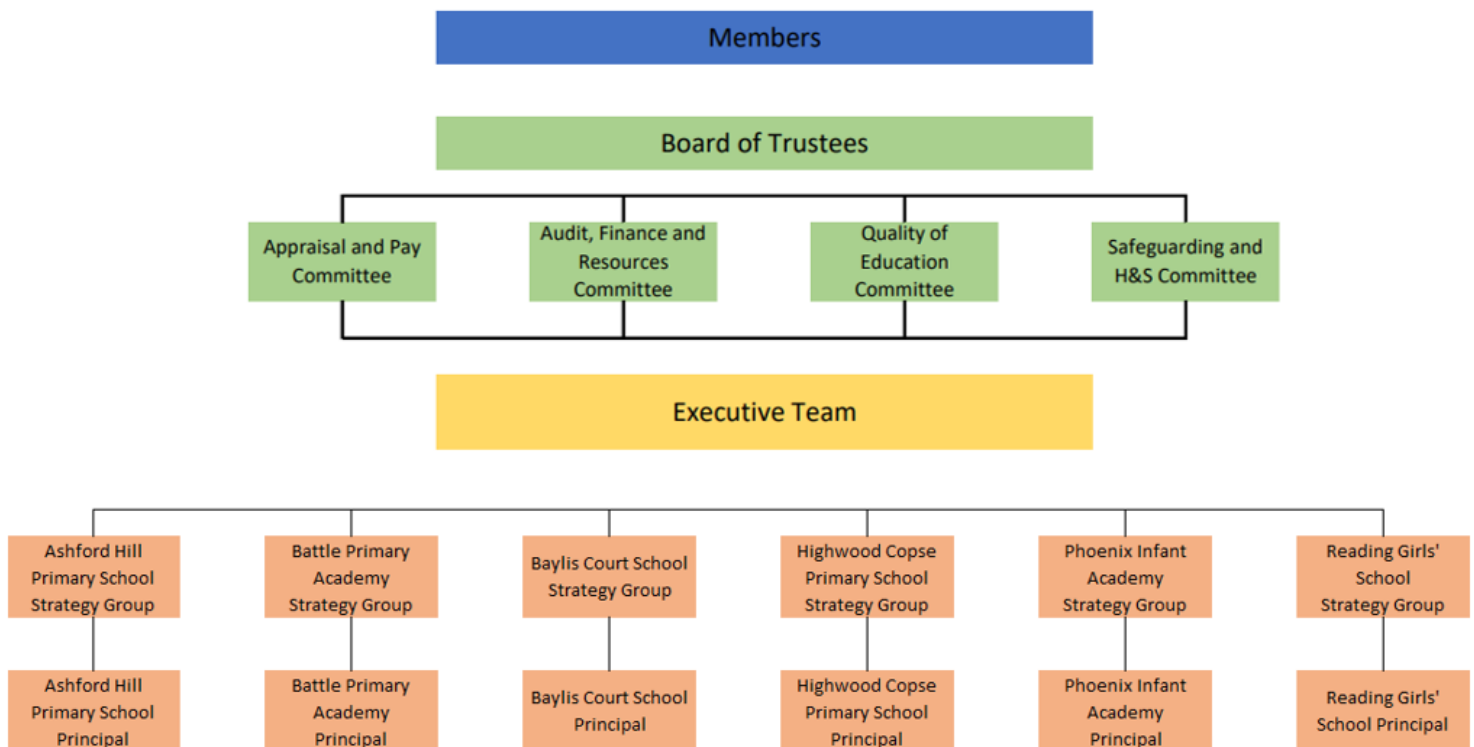 Members
Board of Trustees
Appraisal and Pay
Committee
Audit, Finance and
Resources
Committee
Quality of
Education
Committee
Safeguarding and
H&S Committee
Executive Team
Ashford Hill
Primary School
Strategy Group
Battle Primary
Academy
Strategy Group
Baylis Court School
Strategy Group
Highwood Copse
Primary School
Strategy Group
Phoenix Infant
Academy
Strategy Group
Reading Girls'
School
Strategy Group
Ashford Hill
Primary School
Principal
Battle Primary
Academy
Principal
Baylis Court School
Principal
Highwood Copse
Primary School
Principal
Phoenix Infant
Academy
Principal
Reading Girls'
School Principal